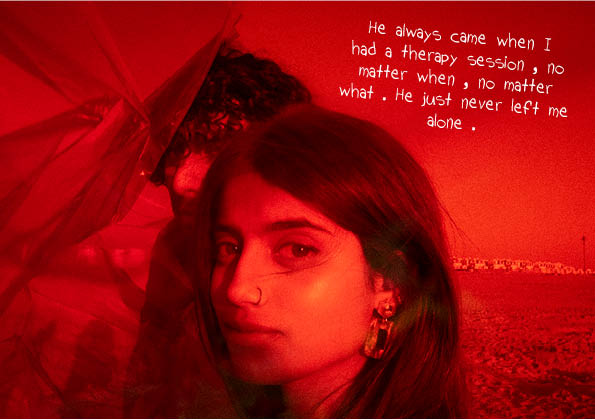 He always came when I
had a therapy session , no
matter when , no matter
what . He just never left me
alone .